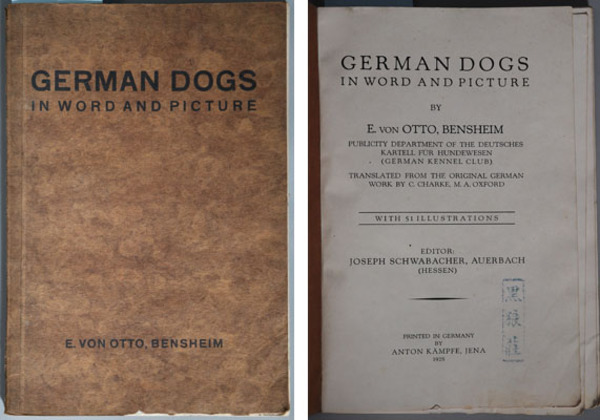 GERMAN DOGS
IN WORD AND PICTURE
E. VON OTTO, BENSHEIM
GERMAN DOGS
IN WORD AND PICTURE
BY
E. VON OTTO, BENSHEIM
PUBLICITY DEPARTMENT OF THE DEUTSCHES
KARTELL FÜR HUNDEWESEN
(GERMAN KENNEL CLUB)
TRANSLATED FROM THE ORIGINAL GERMAN
WORK BY C. CHARKE, M. A. OXFORD
WITH 51 ILLUSTRATIONS
EDITOR:
JOSEPH SCHWABACHER, AUERBACH
(HESSEN)
PRINTED IN GERMANY
BY
ANTON KÄMPFE, JENA